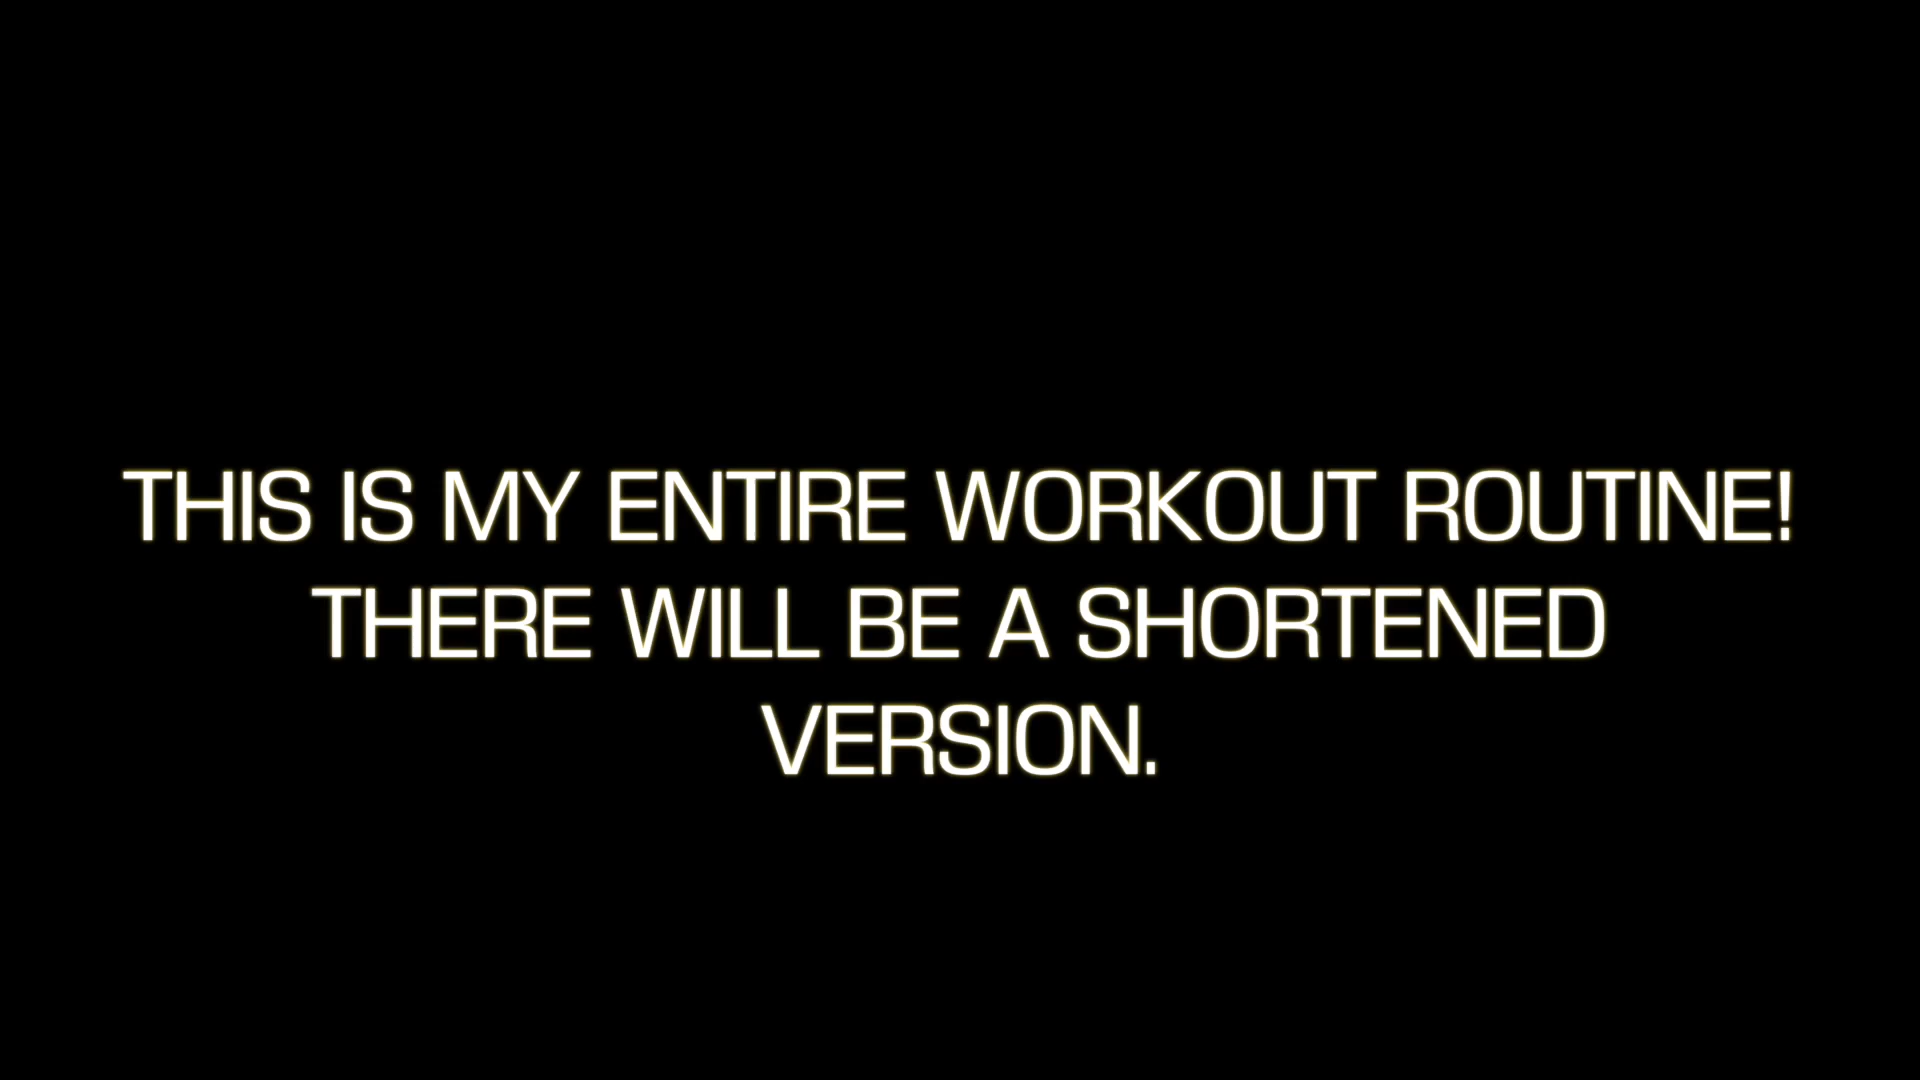 THIS IS MY ENTIRE WORKOUT ROUTINE!
THERE WILL BE A SHORTENED
VERSION.